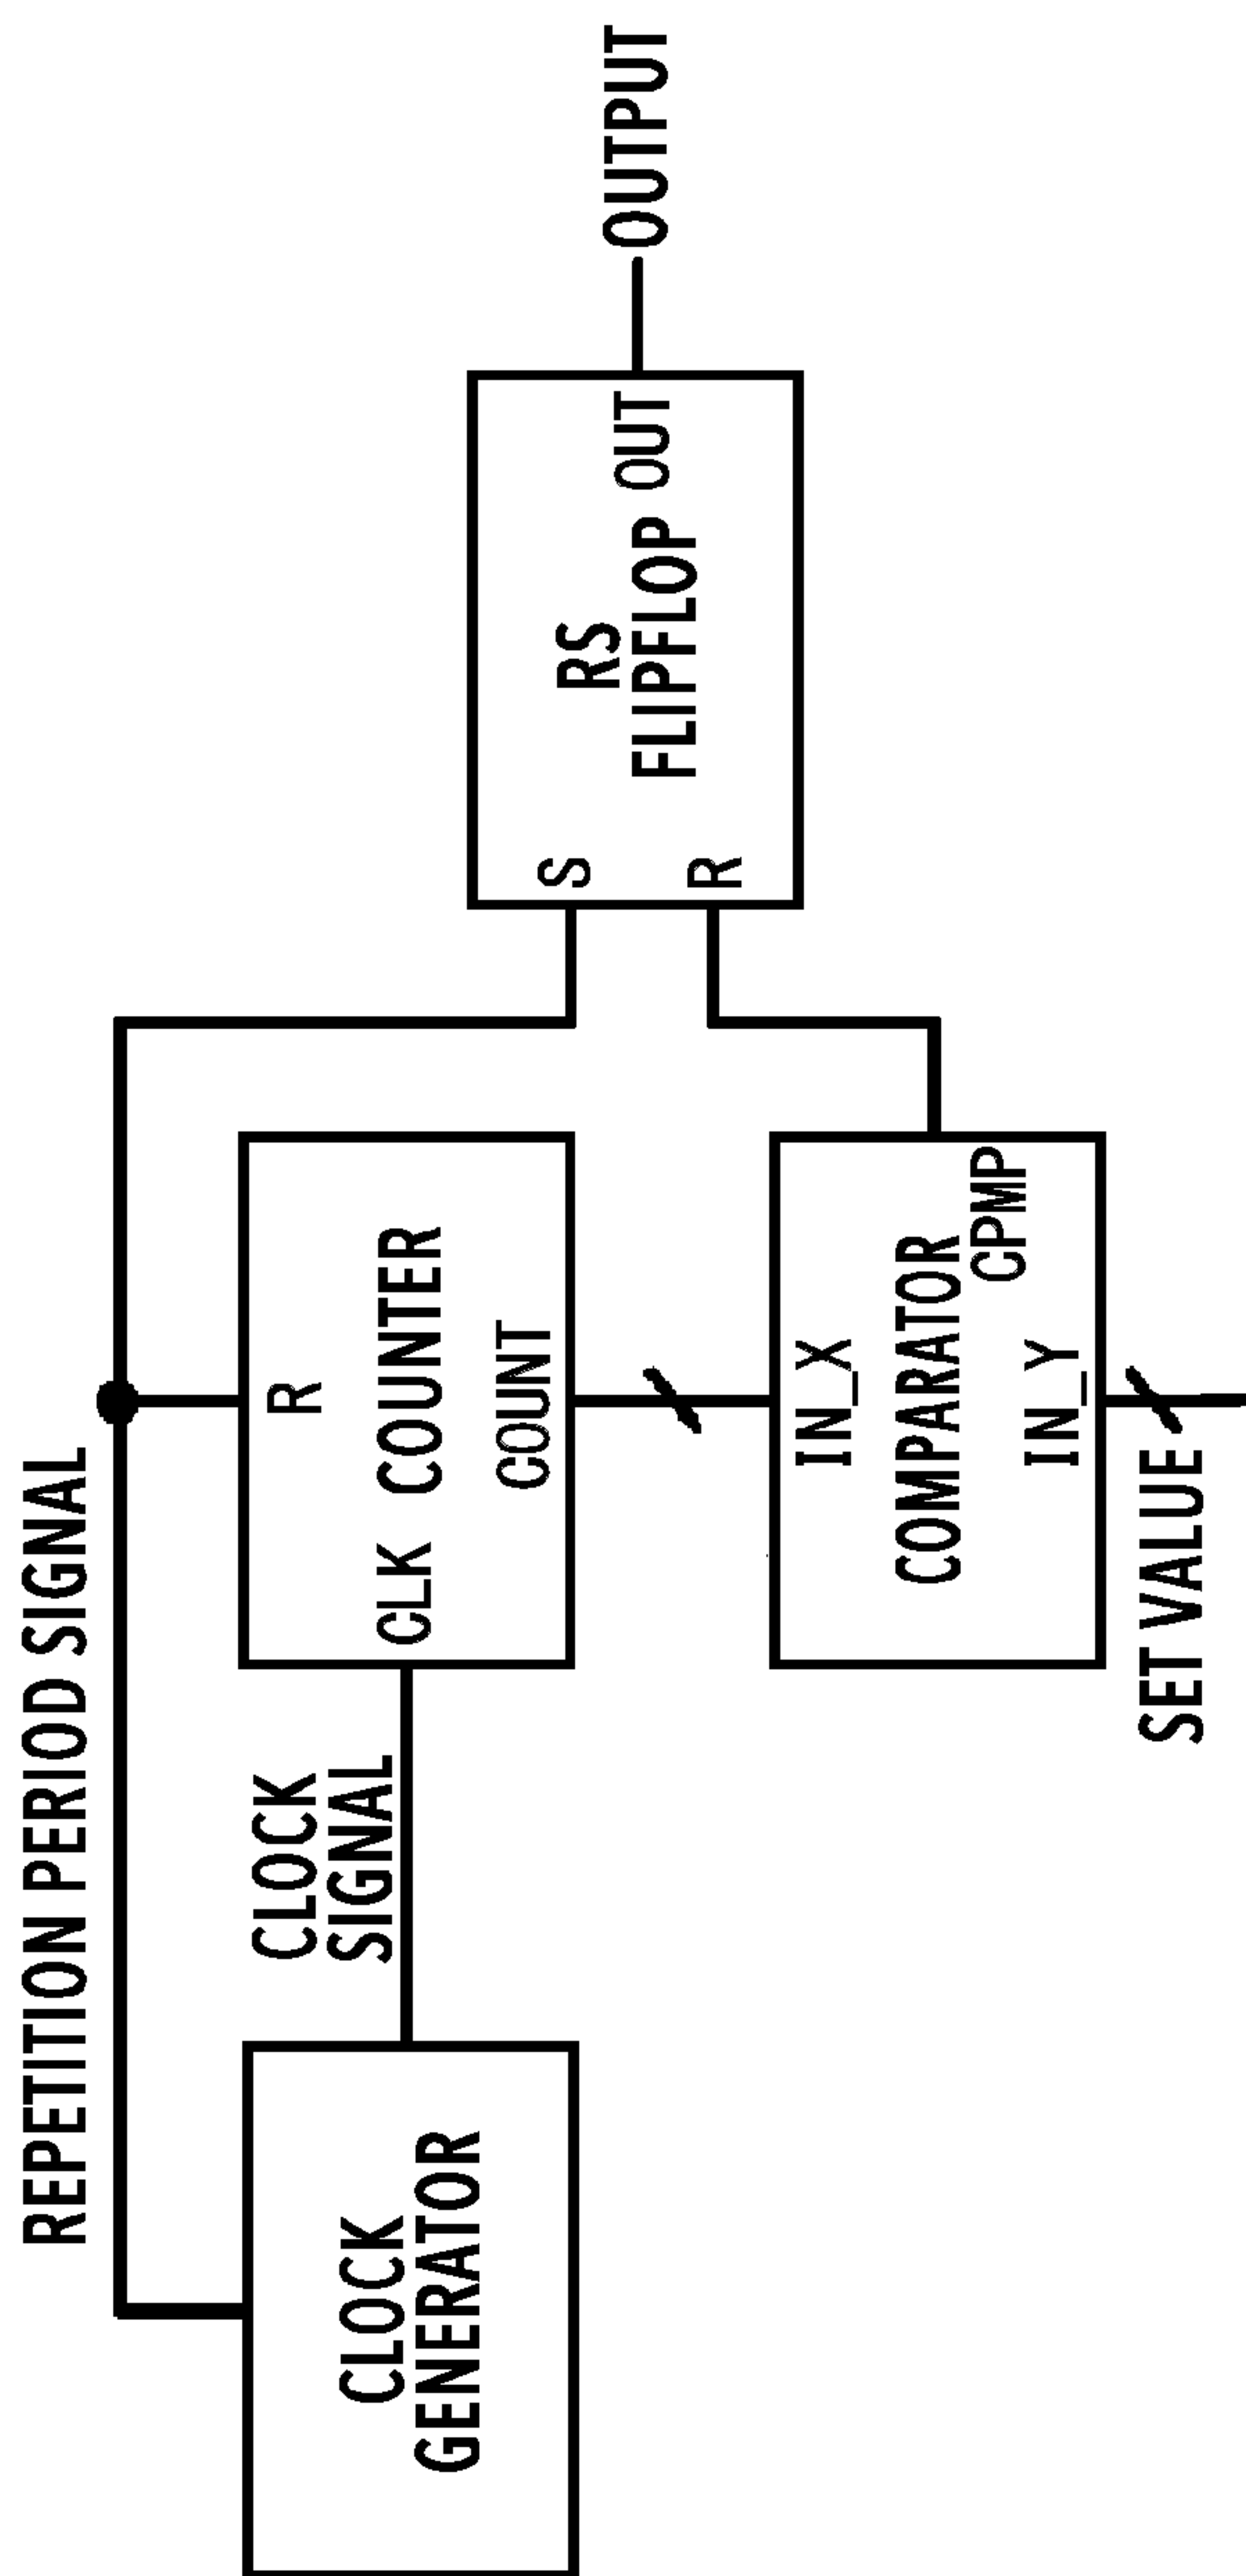 REPETITION PERIOD SIGNAL
CLOCK
GENERATOR
CLOCK
SIGNAL
R
CLK
COUNTER
COUNT
IN_X
COMPARATOR
CPMP
IN_Y
SET VALUE
S
R
RS
FLIPFLOP
OUT
OUTPUT